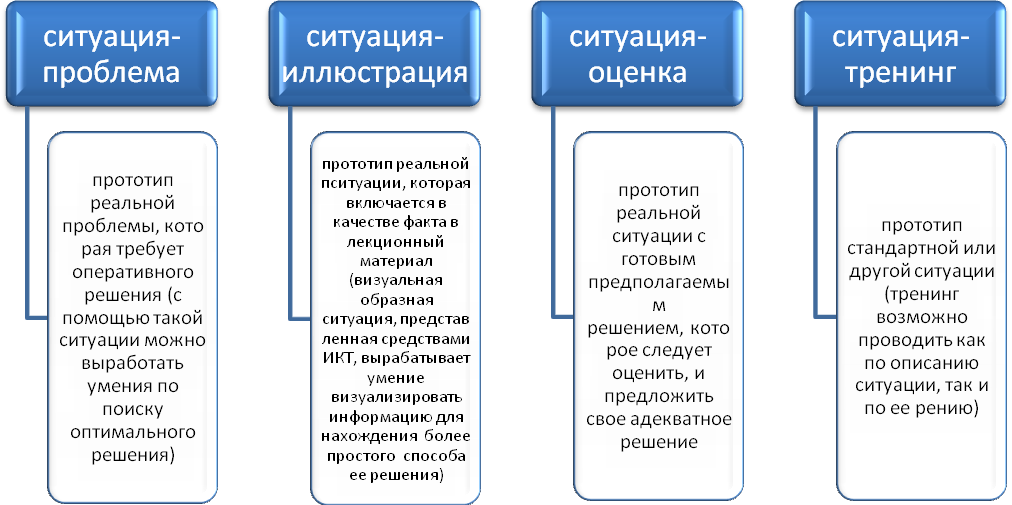 ситуация-
проблема
прототип
реальной
проблемы, кото
рая требует
оперативного
решения (с
помощью такой
ситуации можно
выработать
умения по
поиску
оптимального
решения)
ситуация-
иллюстрация
прототип реальной
пситуации, которая
включается в
качестве факта в
лекционный
материал
(визуальная
образная
ситуация, представ
ленная средствами
ИКТ, вырабатывает
умение
визуализировать
информацию для
нахождения более
простого способа
ее решения)
ситуация-
оценка
прототип
реальной
ситуации с
готовым
предполагаемы
м
решением, кото
рое следует
оценить, и
предложить
свое адекватное
решение
ситуация-
тренинг
прототип
стандартной или
другой ситуации
(тренинг
возможно
проводить как
по описанию
ситуации, так и
по ее рению)